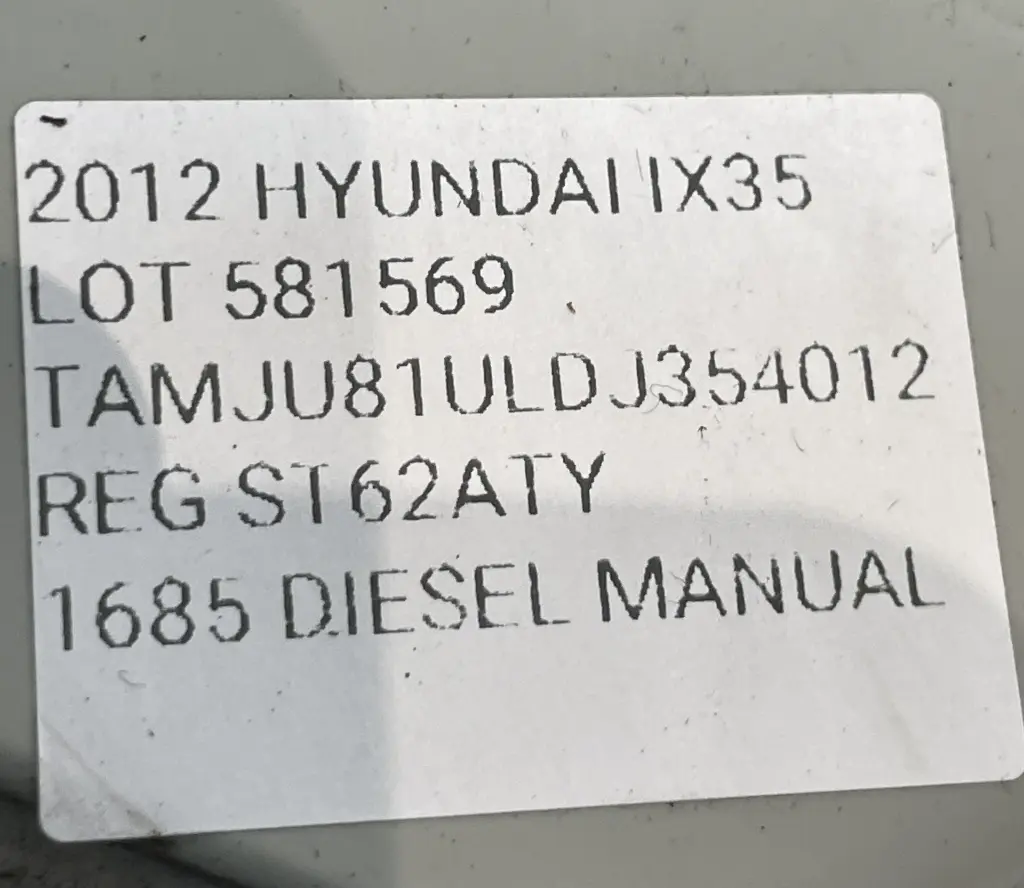 2012 HYUNDAI IX35
LOT 581569
TAMJU81ULDJ354012
REG ST62ATY
1685 DIESEL MANUAL